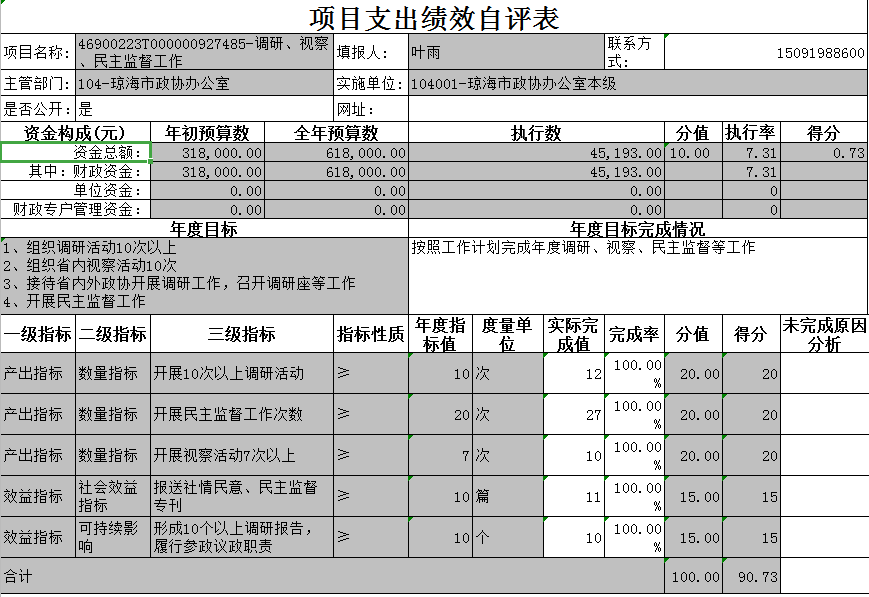 项目支出绩效自评表
项目名称: 46900223T000000927485-调研、视察、民主监督工作 填报人: 叶雨 联系方式: 15091988600
主管部门: 104-琼海市政协办公室 实施单位: 104001-琼海市政协办公室本级
是否公开: 是 网址:
资金构成(元) 年初预算数 全年预算数 执行数 分值 执行率 得分
资金总额: 318,000.00 618,000.00 45,193.00 10.00 7.31 0.73
其中: 财政资金: 318,000.00 618,000.00 45,193.00 7.31
单位资金: 0.00 0.00 0.00 0
财政专户管理资金: 0.00 0.00 0.00 0
年度目标 年度目标完成情况
1、组织调研活动10次以上 按照工作计划完成年度调研、视察、民主监督等工作
2、组织省内视察活动10次
3、接待省内外政协开展调研工作，召开调研座等工作
4、开展民主监督工作
一级指标 二级指标 三级指标 指标性质 年度指标值 度量单位 实际完成值 完成率 分值 得分 未完成原因分析
产出指标 数量指标 开展10次以上调研活动 ≥ 10 次 12 100.00% 20.00 20
产出指标 数量指标 开展民主监督工作次数 ≥ 20 次 27 100.00% 20.00 20
产出指标 数量指标 开展视察活动7次以上 ≥ 7 次 10 100.00% 20.00 20
效益指标 社会效益指标 报送社情民意、民主监督专刊 ≥ 10 篇 11 100.00% 15.00 15
效益指标 可持续影响 形成10个以上调研报告，履行参政议政职责 ≥ 10 个 10 100.00% 15.00 15
合计 100.00 90.73